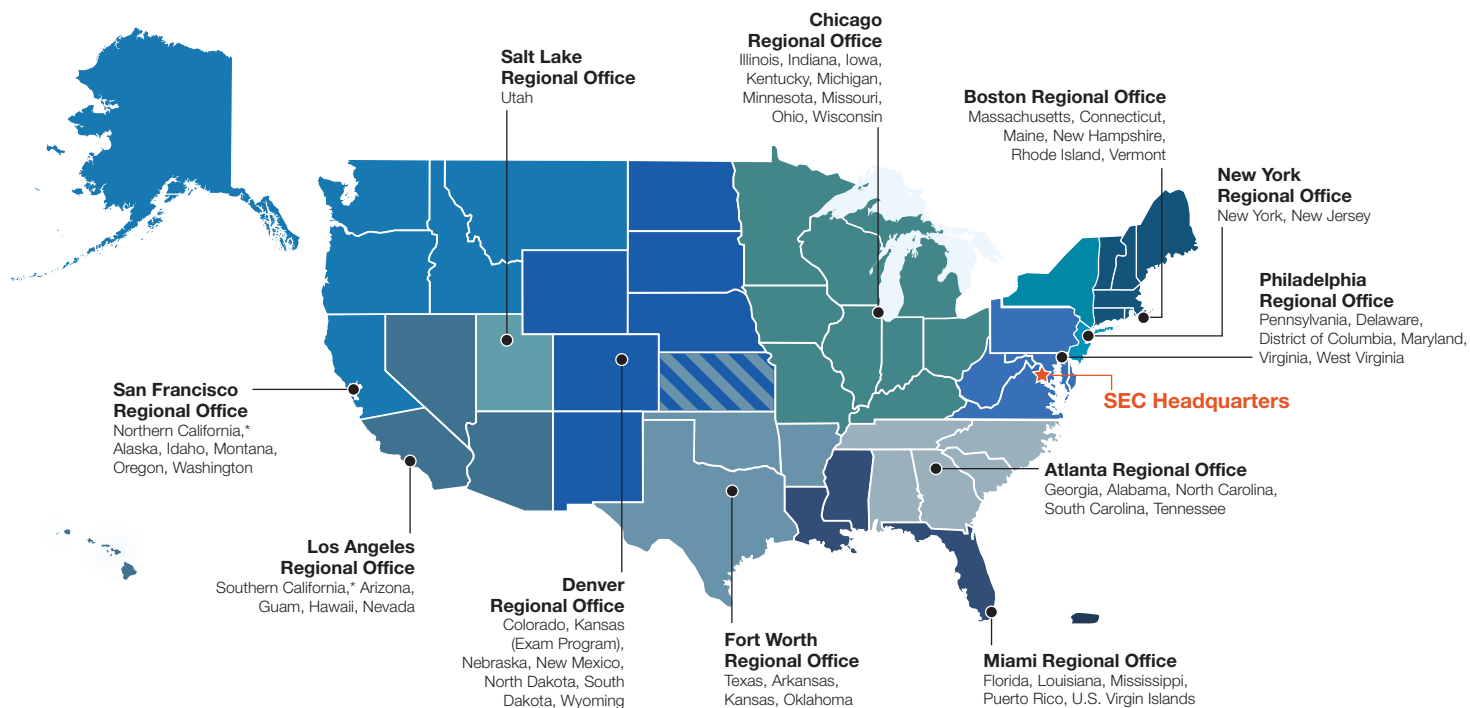 Chicago
Regional Office
Illinois, Indiana, Iowa,
Kentucky, Michigan,
Minnesota, Missouri,
Ohio, Wisconsin
Salt Lake
Regional Office
Utah
Boston Regional Office
Massachusetts, Connecticut,
Maine, New Hampshire,
Rhode Island, Vermont
New York
Regional Office
New York, New Jersey
Philadelphia
Regional Office
Pennsylvania, Delaware,
District of Columbia, Maryland,
Virginia, West Virginia
SEC Headquarters
San Francisco
Regional Office
Northern California,*
Alaska, Idaho, Montana,
Oregon, Washington
Atlanta Regional Office
Georgia, Alabama, North Carolina,
South Carolina, Tennessee
Los Angeles
Regional Office
Southern California,* Arizona,
Guam, Hawaii, Nevada
Denver
Regional Office
Colorado, Kansas
(Exam Program),
Nebraska, New Mexico,
North Dakota, South
Dakota, Wyoming
Fort Worth
Regional Office
Texas, Arkansas,
Kansas, Oklahoma
Miami Regional Office
Florida, Louisiana, Mississippi,
Puerto Rico, U.S. Virgin Islands